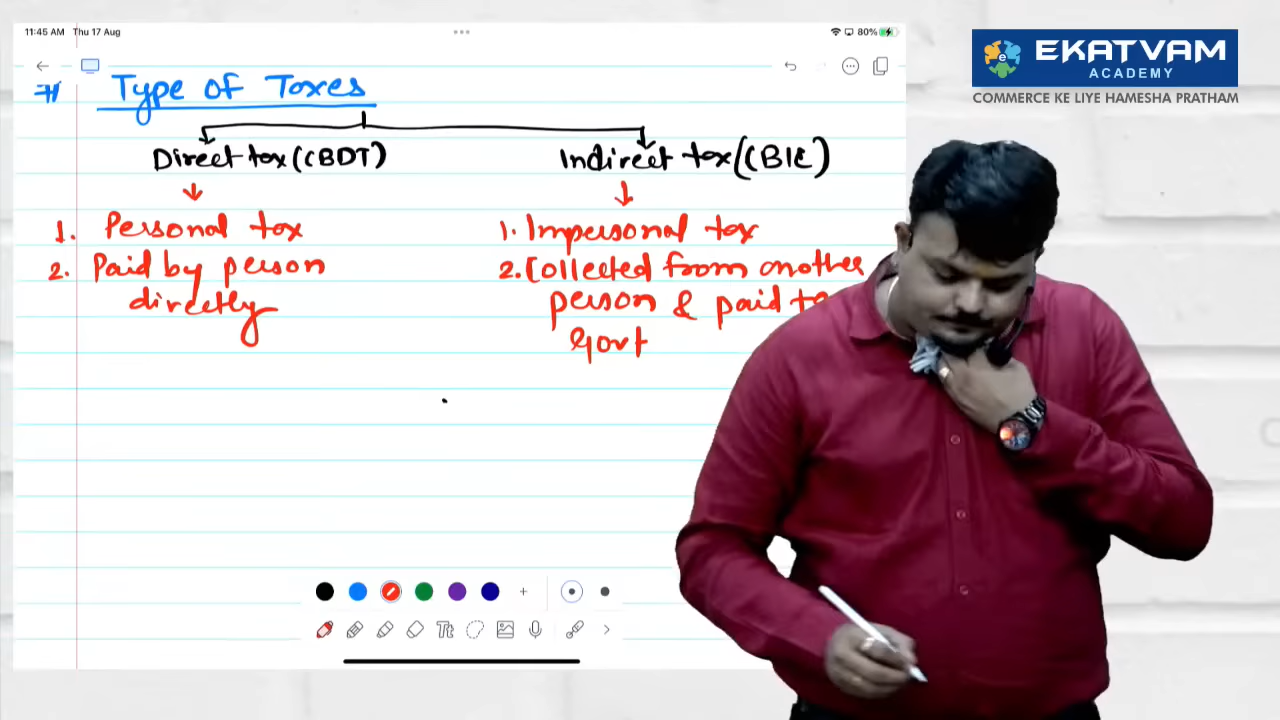 11:45 AM Thu 17 Aug
80%
EKATVAM
ACADEMY
COMMERCE KE LIYE HAMESHA PRATHAM
# Type of Taxes
Direct tax (CBDT)
Indirect tax (CBIC)
1. Personal tax
2. Paid by person
directly
1. Impersonal tax
2. Collected from another
person & paid to
Govt
Tt